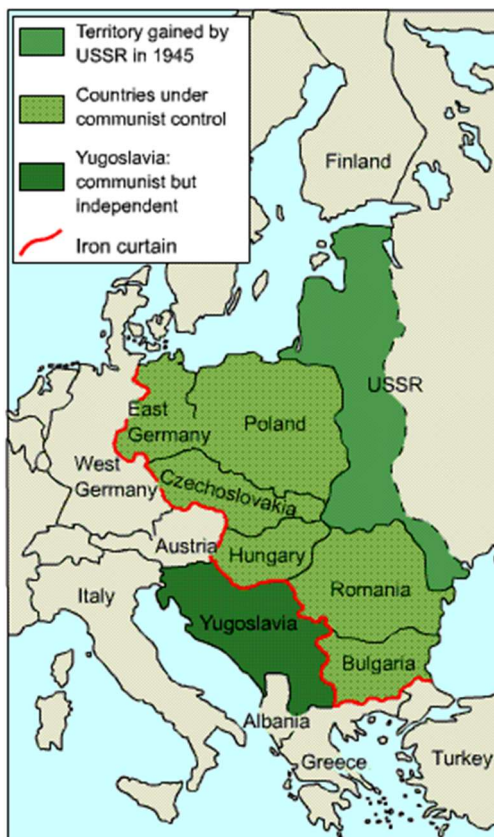 Territory gained by
USSR in 1945
Countries under
communist control
Yugoslavia:
communist but
independent
Iron curtain
Finland
USSR
East
Germany
Poland
West
Germany
Czechoslovakia
Austria
Hungary
Italy
Romania
Yugoslavia
Bulgaria
Albania
Greece
Turkey